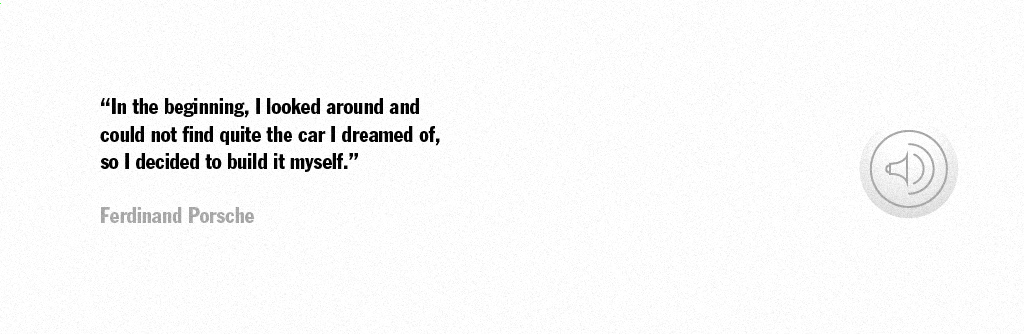 “In the beginning, I looked around and
could not find quite the car I dreamed of,
so I decided to build it myself.”
Ferdinand Porsche